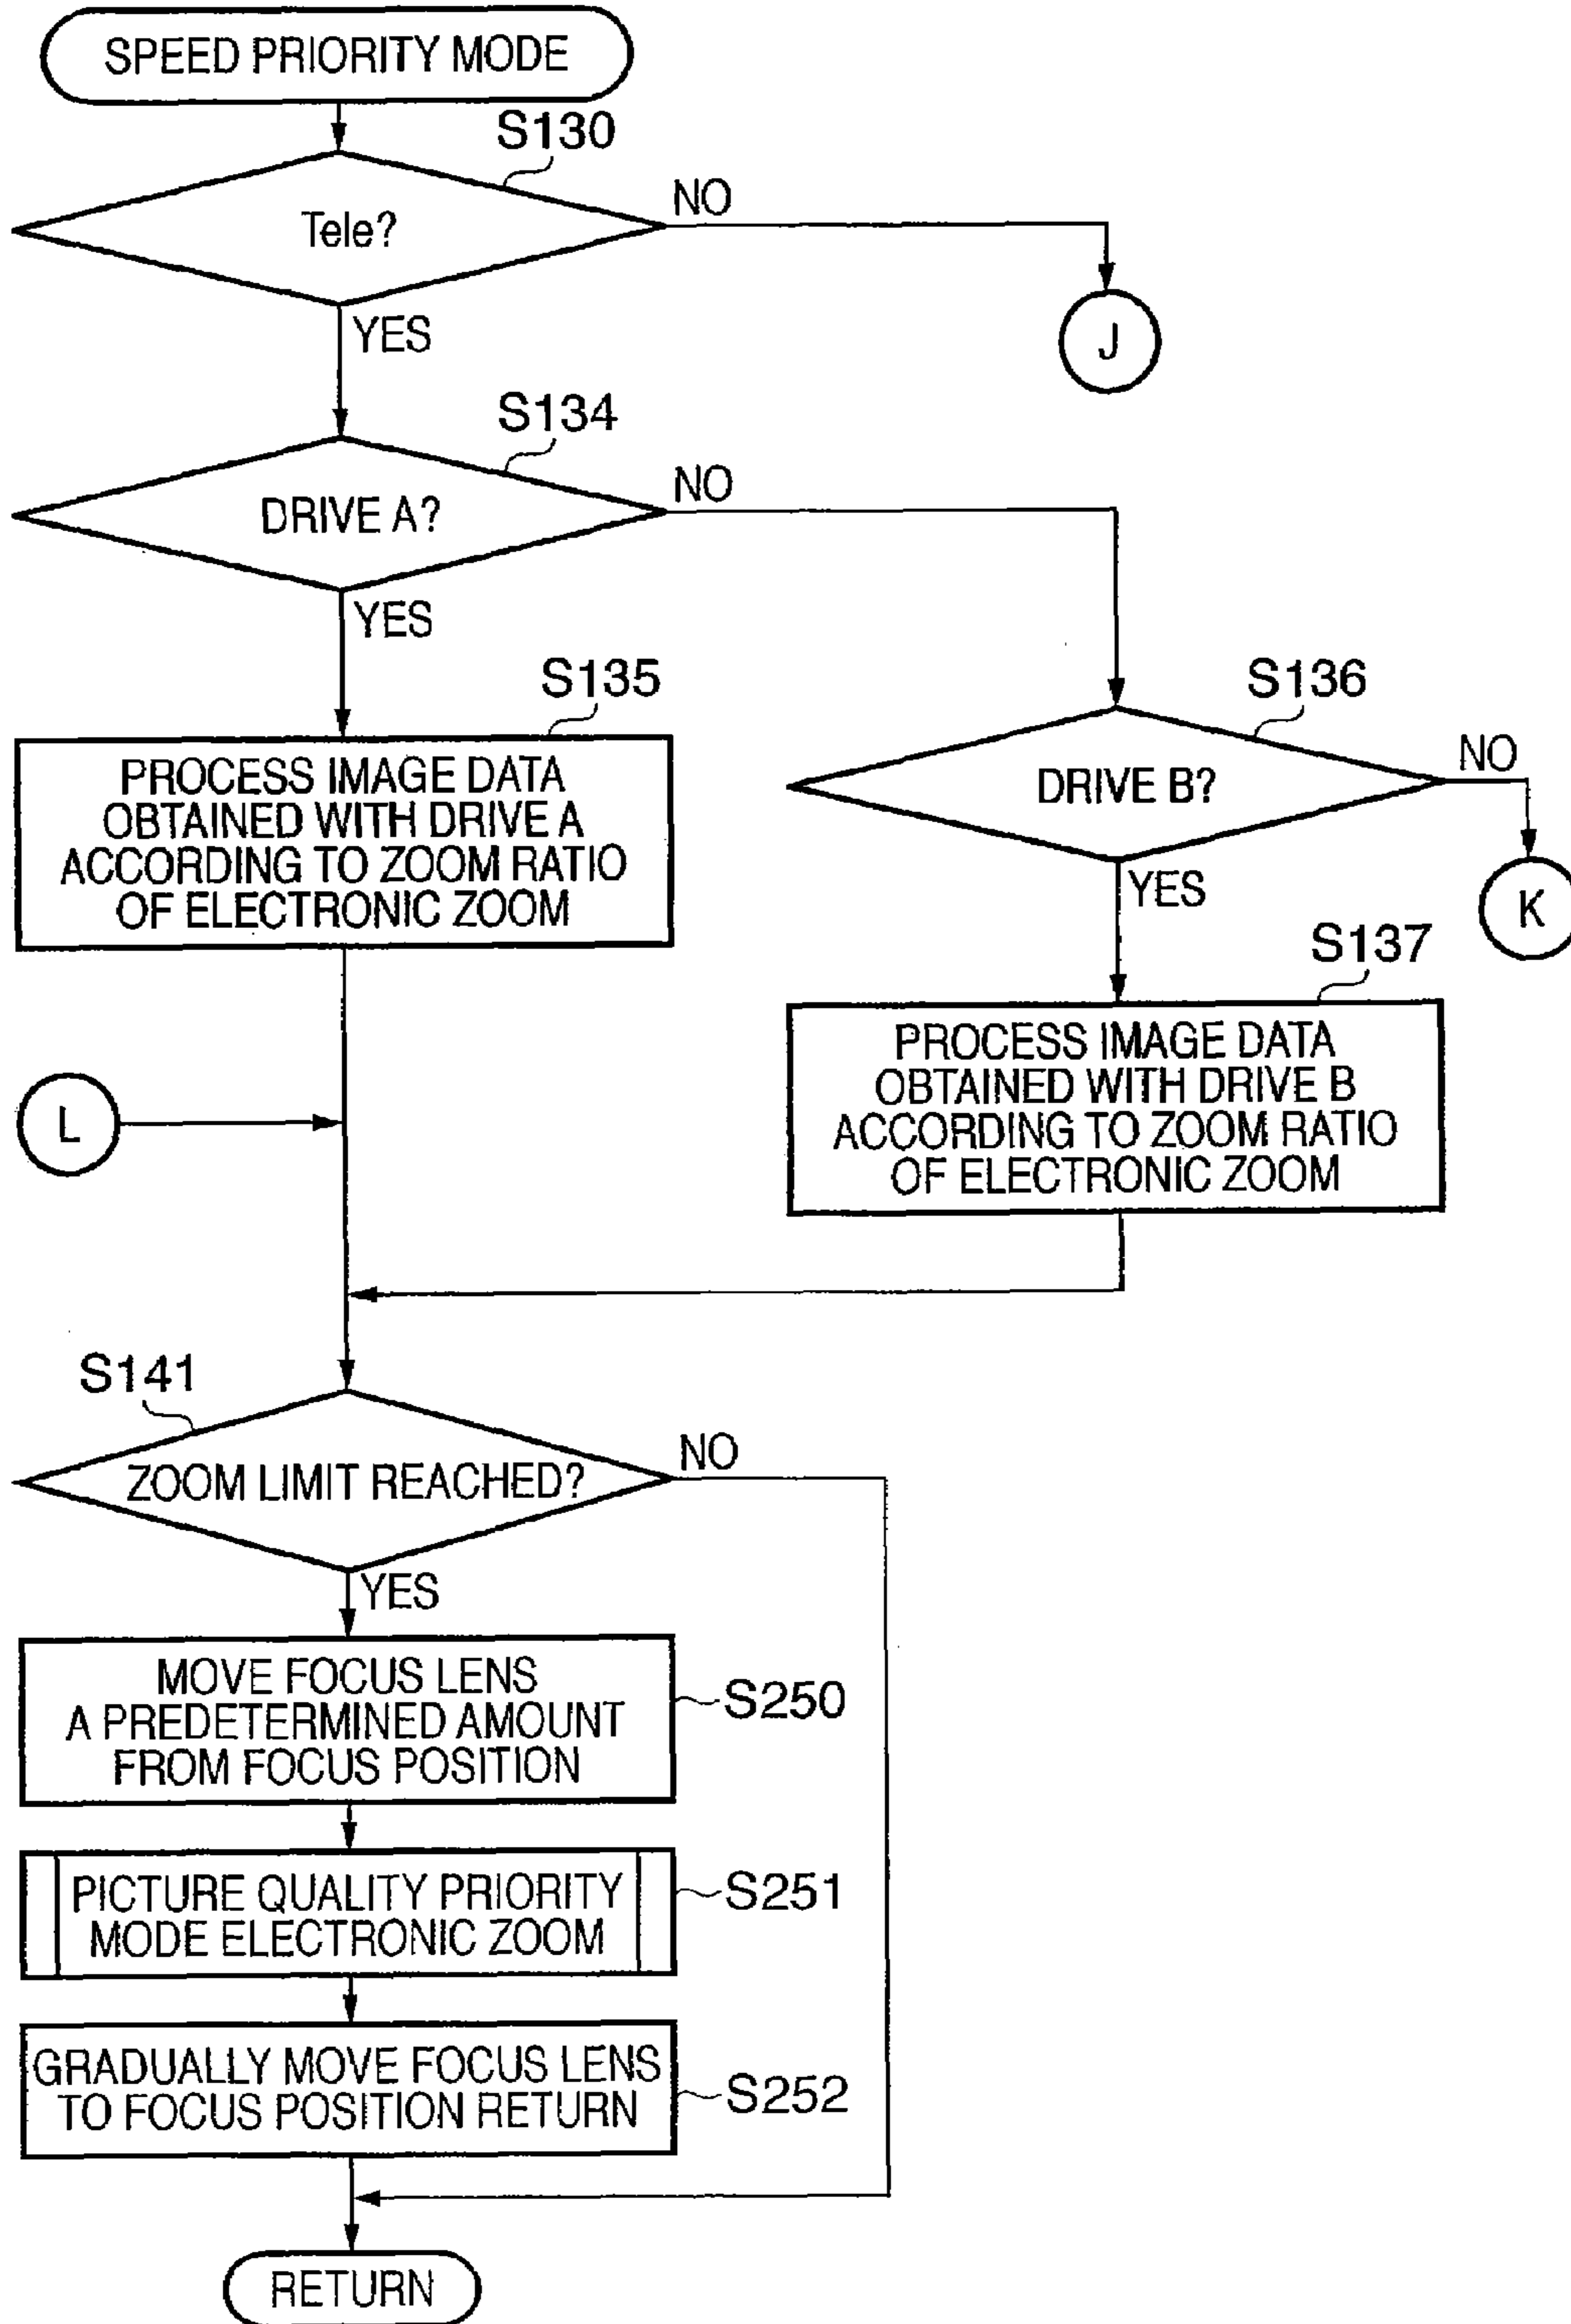 SPEED PRIORITY MODE
S130
Tele?
NO
J
YES
S134
DRIVE A?
NO
YES
S135
PROCESS IMAGE DATA
OBTAINED WITH DRIVE A
ACCORDING TO ZOOM RATIO
OF ELECTRONIC ZOOM
S136
DRIVE B?
NO
K
YES
S137
PROCESS IMAGE DATA
OBTAINED WITH DRIVE B
ACCORDING TO ZOOM RATIO
OF ELECTRONIC ZOOM
L
S141
ZOOM LIMIT REACHED?
NO
YES
MOVE FOCUS LENS
A PREDETERMINED AMOUNT
FROM FOCUS POSITION
S250
PICTURE QUALITY PRIORITY
MODE ELECTRONIC ZOOM
S251
GRADUALLY MOVE FOCUS LENS
TO FOCUS POSITION RETURN
S252
RETURN